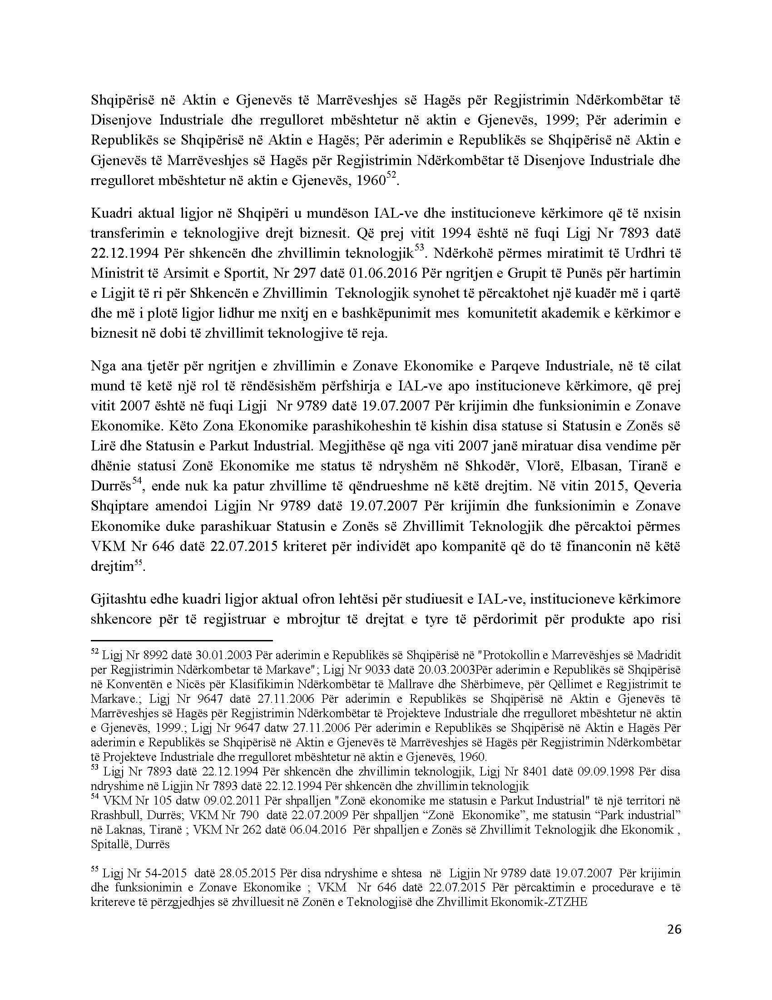 Shqipërisë në Aktin e Gjenevës të Marrëveshjes së Hagës për Regjistrimin Ndërkombëtar të
Disenjove Industriale dhe rregulloret mbështetur në aktin e Gjenevës, 1999; Për aderimin e
Republikës se Shqipërisë në Aktin e Hagës; Për aderimin e Republikës se Shqipërisë në Aktin e
Gjenevës të Marrëveshjes së Hagës për Regjistrimin Ndërkombëtar të Disenjove Industriale dhe
rregulloret mbështetur në aktin e Gjenevës, 1960⁵².
Kuadri aktual ligjor në Shqipëri u mundëson IAL-ve dhe institucioneve kërkimore që të nxisin
transferimin e teknologjive drejt biznesit. Që prej vitit 1994 është në fuqi Ligj Nr 7893 datë
22.12.1994 Për shkencën dhe zhvillimin teknologjik⁵³. Ndërkohë përmes miratimit të Urdhri të
Ministrit të Arsimit e Sportit, Nr 297 datë 01.06.2016 Për ngritjen e Grupit të Punës për hartimin
e Ligjit të ri për Shkencën e Zhvillimin  Teknologjik synohet të përcaktohet një kuadër më i qartë
dhe më i plotë ligjor lidhur me nxitj en e bashkëpunimit mes  komunitetit akademik e kërkimor e
biznesit në dobi të zhvillimit teknologjive të reja.
Nga ana tjetër për ngritjen e zhvillimin e Zonave Ekonomike e Parqeve Industriale, në të cilat
mund të ketë një rol të rëndësishëm përfshirja e IAL-ve apo institucioneve kërkimore, që prej
vitit 2007 është në fuqi Ligji  Nr 9789 datë 19.07.2007 Për krijimin dhe funksionimin e Zonave
Ekonomike. Këto Zona Ekonomike parashikoheshin të kishin disa statuse si Statusin e Zonës së
Lirë dhe Statusin e Parkut Industrial. Megjithëse që nga viti 2007 janë miratuar disa vendime për
dhënie statusi Zonë Ekonomike me status të ndryshëm në Shkodër, Vlorë, Elbasan, Tiranë e
Durrës⁵⁴, ende nuk ka patur zhvillime të qëndrueshme në këtë drejtim. Në vitin 2015, Qeveria
Shqiptare amendoi Ligjin Nr 9789 datë 19.07.2007 Për krijimin dhe funksionimin e Zonave
Ekonomike duke parashikuar Statusin e Zonës së Zhvillimit Teknologjik dhe përcaktoi përmes
VKM Nr 646 datë 22.07.2015 kriteret për individët apo kompanitë që do të financonin në këtë
drejtim⁵⁵.
Gjitashtu edhe kuadri ligjor aktual ofron lehtësi për studiuesit e IAL-ve, institucioneve kërkimore
shkencore për të regjistruar e mbrojtur të drejtat e tyre të përdorimit për produkte apo risi
⁵² Ligj Nr 8992 datë 30.01.2003 Për aderimin e Republikës së Shqipërisë në "Protokollin e Marrevëshjes së Madridit
per Regjistrimin Ndërkombetar të Markave"; Ligj Nr 9033 datë 20.03.2003Për aderimin e Republikës së Shqipërisë
në Konventën e Nicës për Klasifikimin Ndërkombëtar të Mallrave dhe Shërbimeve, për Qëllimet e Regjistrimit te
Markave.; Ligj Nr 9647 datë 27.11.2006 Për aderimin e Republikës se Shqipërisë në Aktin e Gjenevës të
Marrëveshjes së Hagës për Regjistrimin Ndërkombëtar të Projekteve Industriale dhe rregulloret mbështetur në aktin
e Gjenevës, 1999.; Ligj Nr 9647 datw 27.11.2006 Për aderimin e Republikës se Shqipërisë në Aktin e Hagës Për
aderimin e Republikës se Shqipërisë në Aktin e Gjenevës të Marrëveshjes së Hagës për Regjistrimin Ndërkombëtar
të Projekteve Industriale dhe rregulloret mbështetur në aktin e Gjenevës, 1960.
⁵³ Ligj Nr 7893 datë 22.12.1994 Për shkencën dhe zhvillimin teknologjik, Ligj Nr 8401 datë 09.09.1998 Për disa
ndryshime në Ligjin Nr 7893 datë 22.12.1994 Për shkencën dhe zhvillimin teknologjik
⁵⁴ VKM Nr 105 datw 09.02.2011 Për shpalljen "Zonë ekonomike me statusin e Parkut Industrial" të një territori në
Rrashbull, Durrës; VKM Nr 790  datë 22.07.2009 Për shpalljen “Zonë  Ekonomike”, me statusin “Park industrial”
në Laknas, Tiranë ; VKM Nr 262 datë 06.04.2016  Për shpalljen e Zonës së Zhvillimit Teknologjik dhe Ekonomik ,
Spitallë, Durrës
⁵⁵ Ligj Nr 54-2015  datë 28.05.2015 Për disa ndryshime e shtesa  në  Ligjin Nr 9789 datë 19.07.2007  Për krijimin
dhe funksionimin e Zonave Ekonomike ; VKM  Nr 646 datë 22.07.2015 Për përcaktimin e procedurave e të
kritereve të përzgjedhjes së zhvilluesit në Zonën e Teknologjisë dhe Zhvillimit Ekonomik-ZTZHE
26